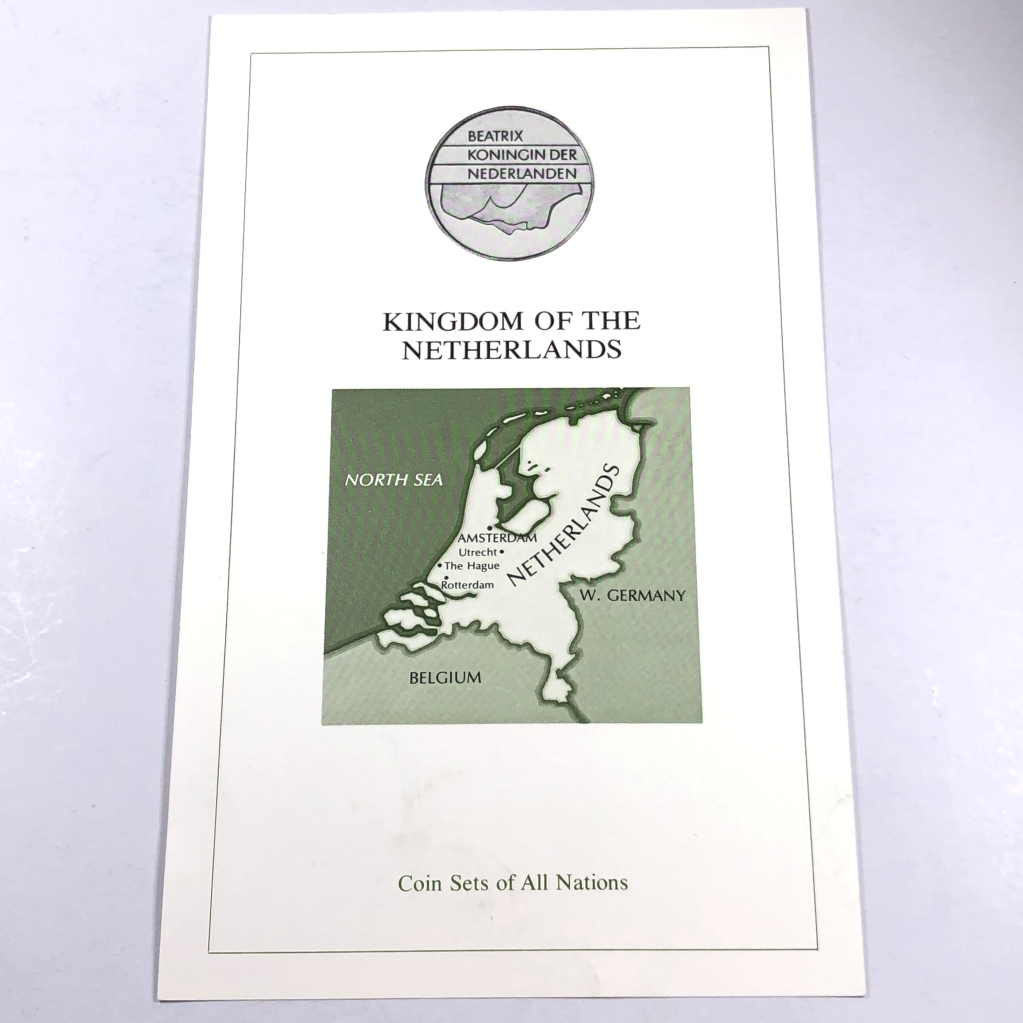 BEATRIX
KONINGIN DER
NEDERLANDEN
KINGDOM OF THE
NETHERLANDS
NORTH SEA
NETHERLANDS
AMSTERDAM
Utrecht
The Hague
Rotterdam
W. GERMANY
BELGIUM
Coin Sets of All Nations